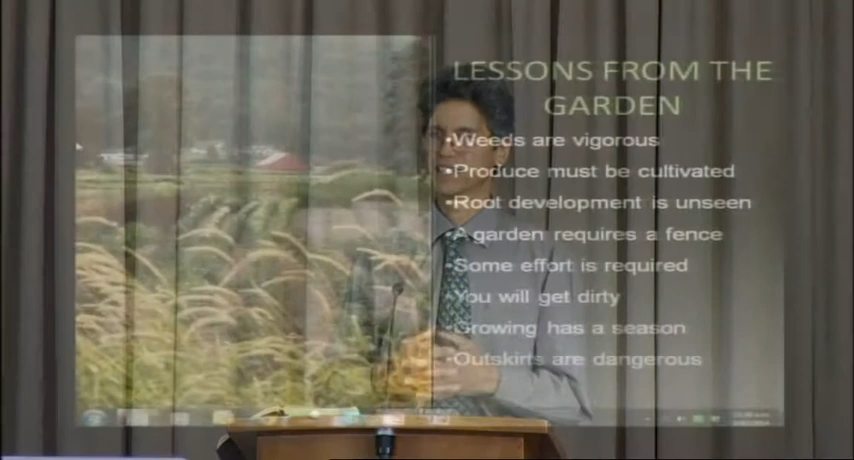 LESSONS FROM THE
GARDEN
•Weeds are vigorous
•Produce must be cultivated
•Root development is unseen
•A garden requires a fence
•Some effort is required
•You will get dirty
•Growing has a season
•Outskirts are dangerous